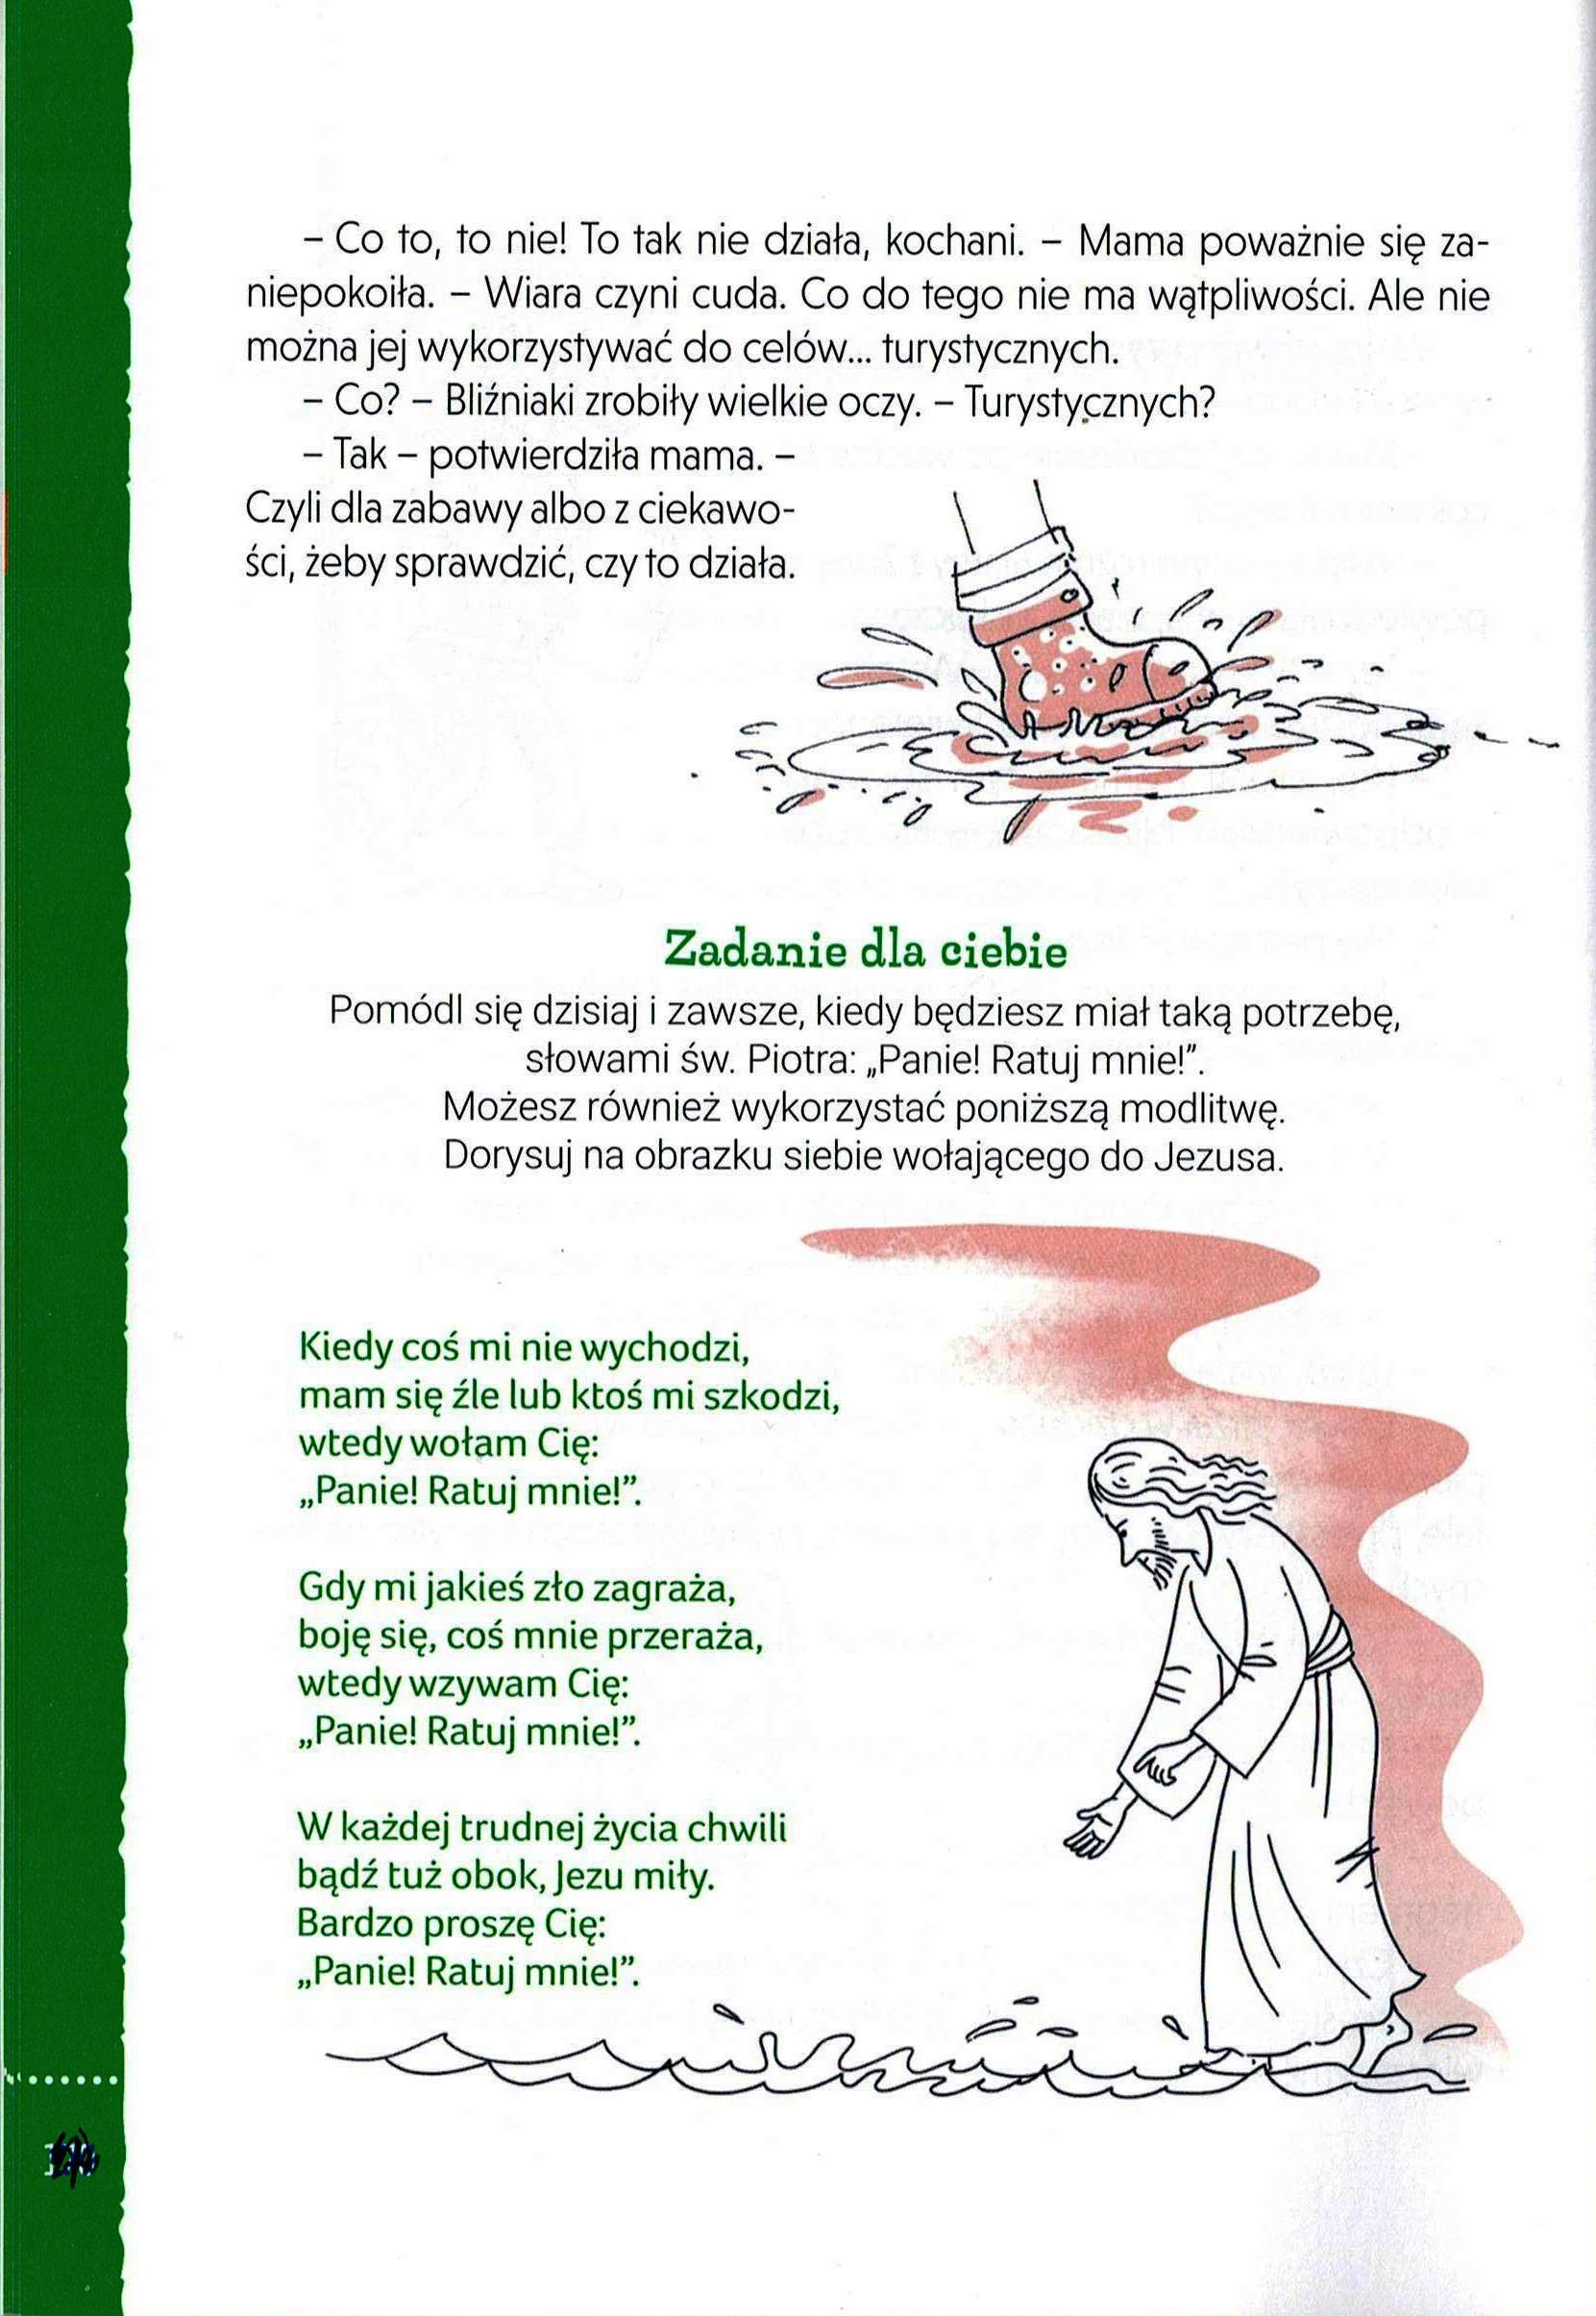 – Co to, to nie! To tak nie działa, kochani. – Mama poważnie się za-
niepokoiła. – Wiara czyni cuda. Co do tego nie ma wątpliwości. Ale nie
można jej wykorzystywać do celów... turystycznych.
– Co? – Bliźniaki zrobiły wielkie oczy. – Turystycznych?
– Tak – potwierdziła mama. –
Czyli dla zabawy albo z ciekawo-
ści, żeby sprawdzić, czy to działa.
Zadanie dla ciebie
Pomódl się dzisiaj i zawsze, kiedy będziesz miał taką potrzebę,
słowami św. Piotra: „Panie! Ratuj mnie!”.
Możesz również wykorzystać poniższą modlitwę.
Dorysuj na obrazku siebie wołającego do Jezusa.
Kiedy coś mi nie wychodzi,
mam się źle lub ktoś mi szkodzi,
wtedy wołam Cię:
„Panie! Ratuj mnie!”.
Gdy mi jakieś zło zagraża,
boję się, coś mnie przeraża,
wtedy wzywam Cię:
„Panie! Ratuj mnie!”.
W każdej trudnej życia chwili
bądź tuż obok, Jezu miły.
Bardzo proszę Cię:
„Panie! Ratuj mnie!”.